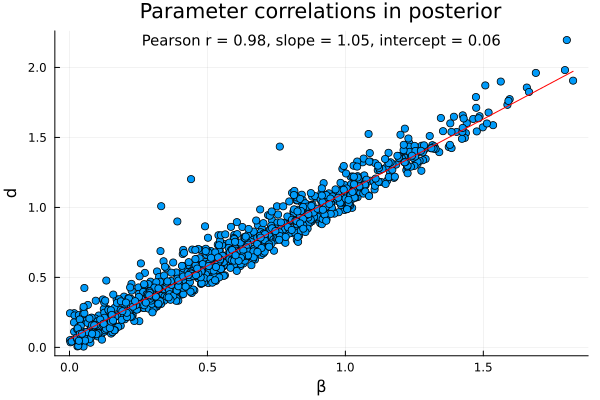 Parameter correlations in posterior
Pearson r = 0.98, slope = 1.05, intercept = 0.06
2.0
1.5
1.0
0.5
0.0
d
0.0 0.5 1.0 1.5
β